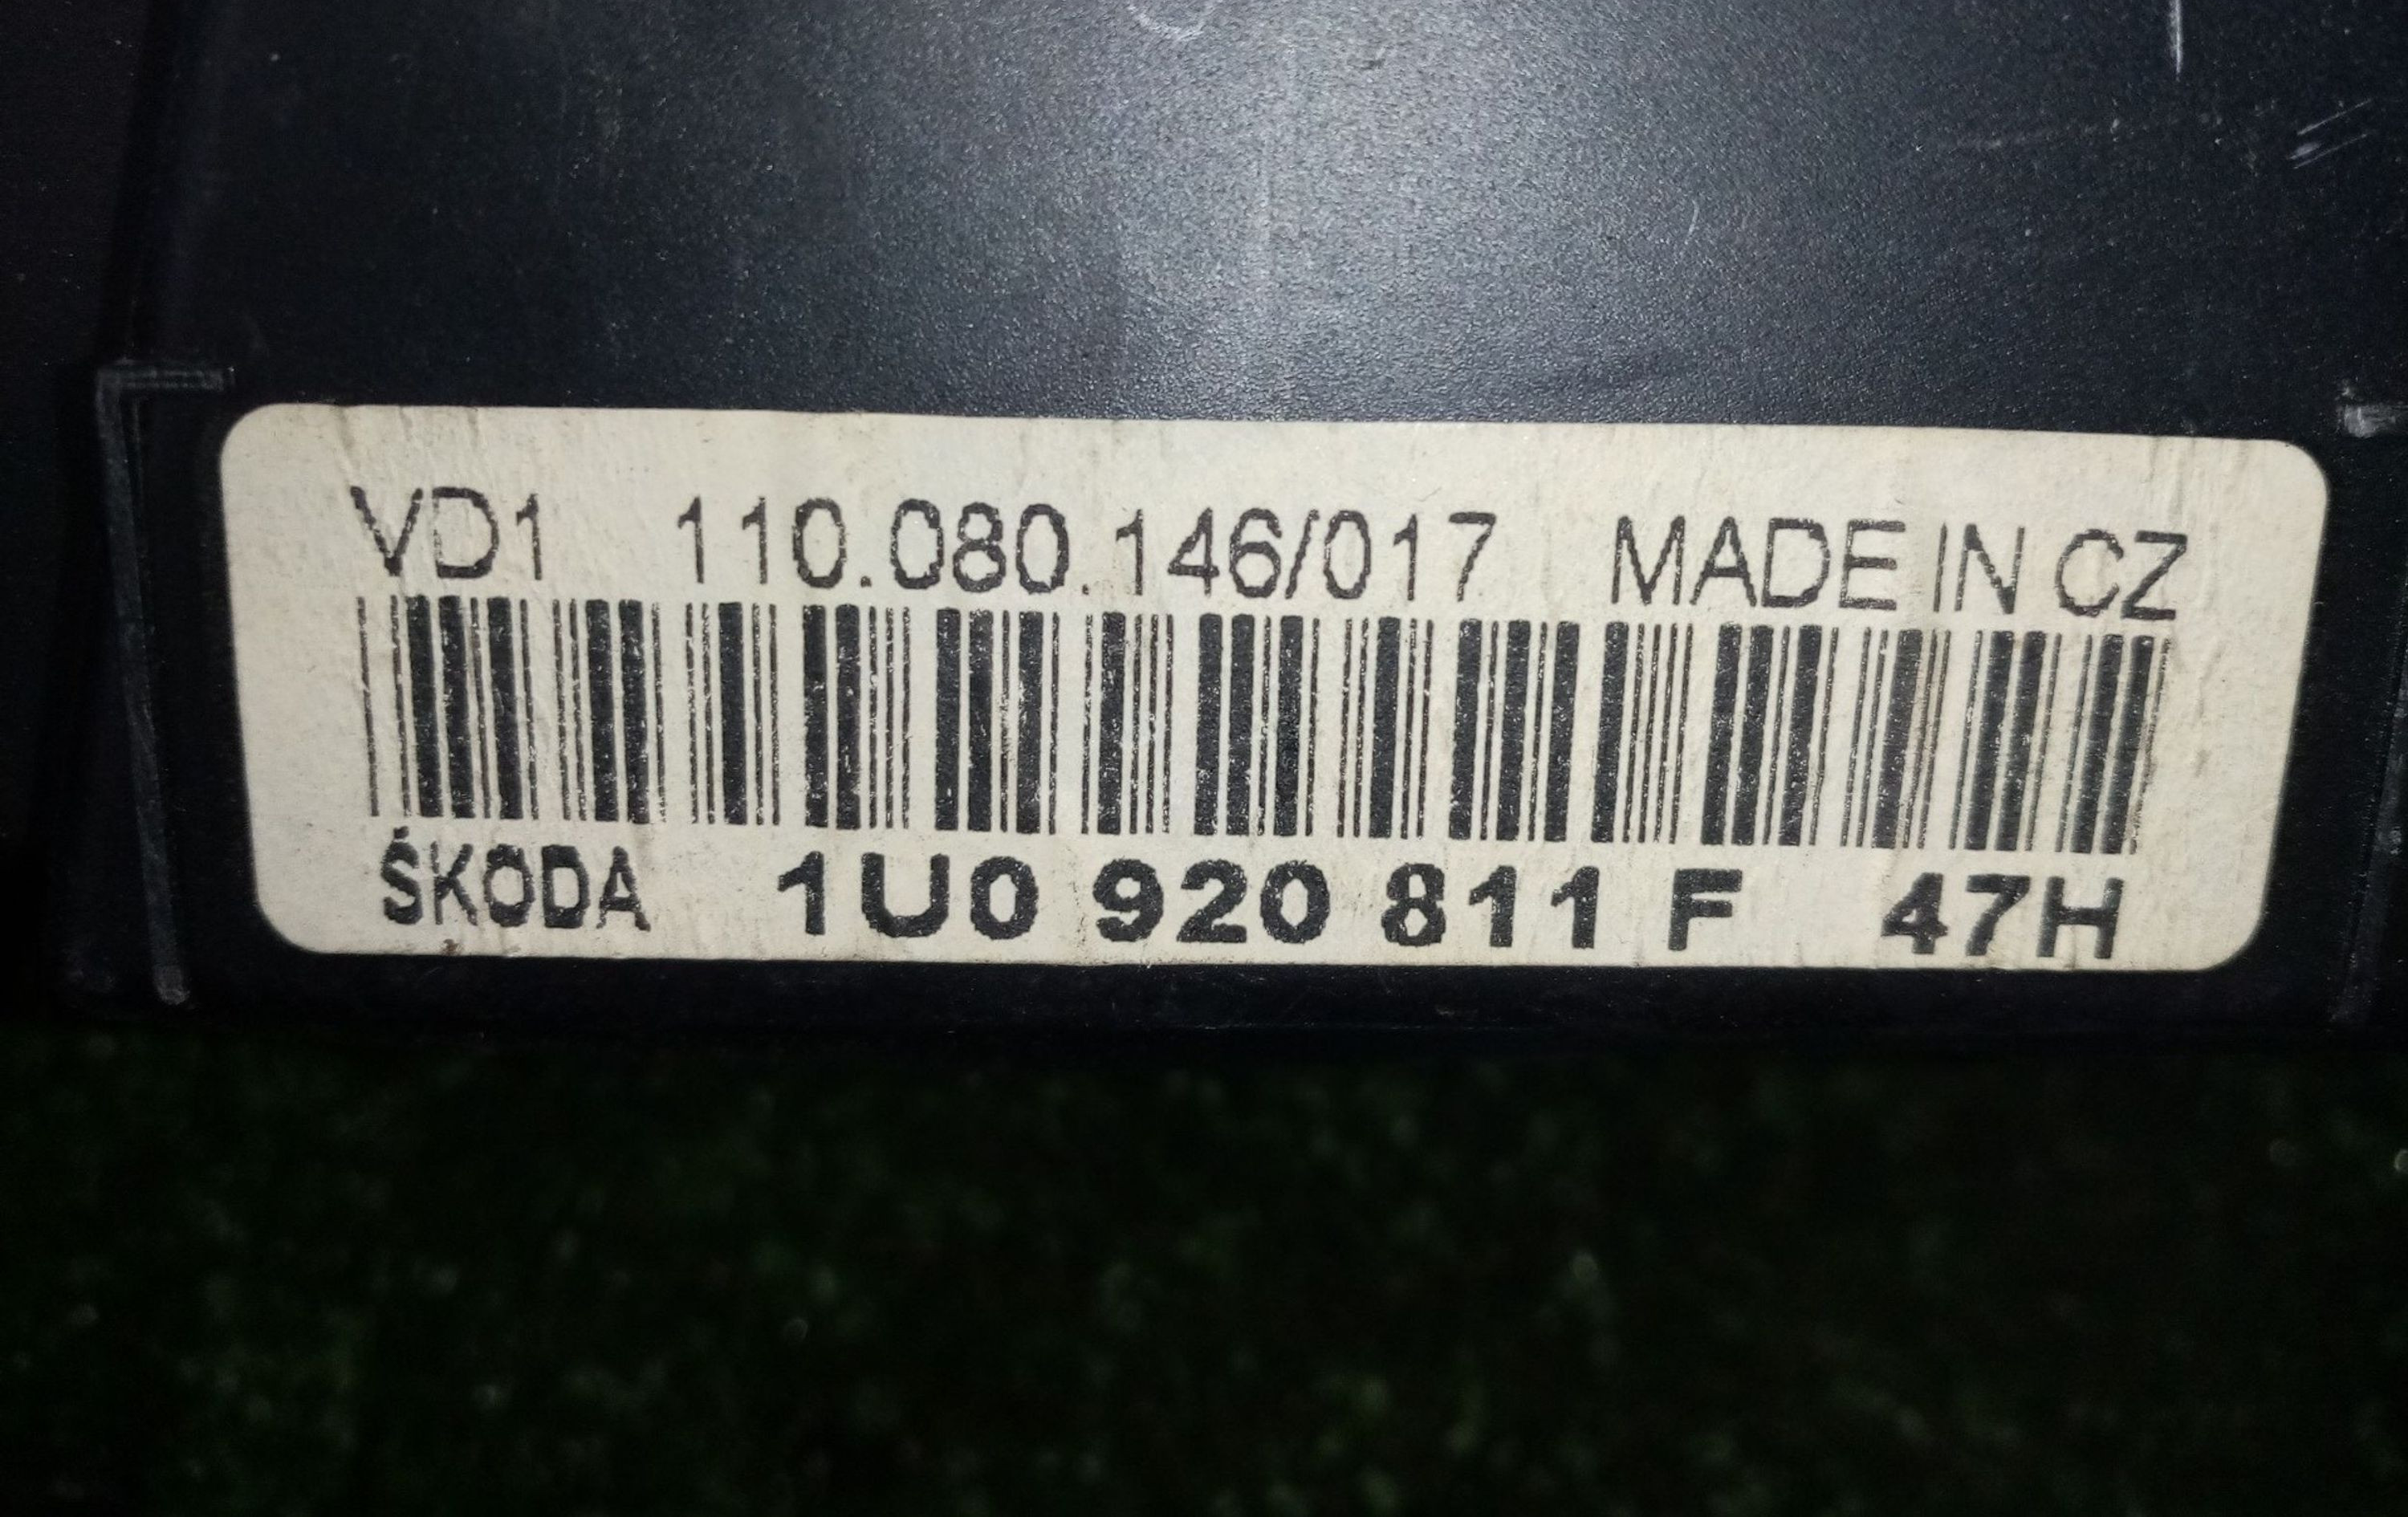 VD1 110.080.146/017 MADE IN CZ
ŠKODA 1U0 920 811 F 47H